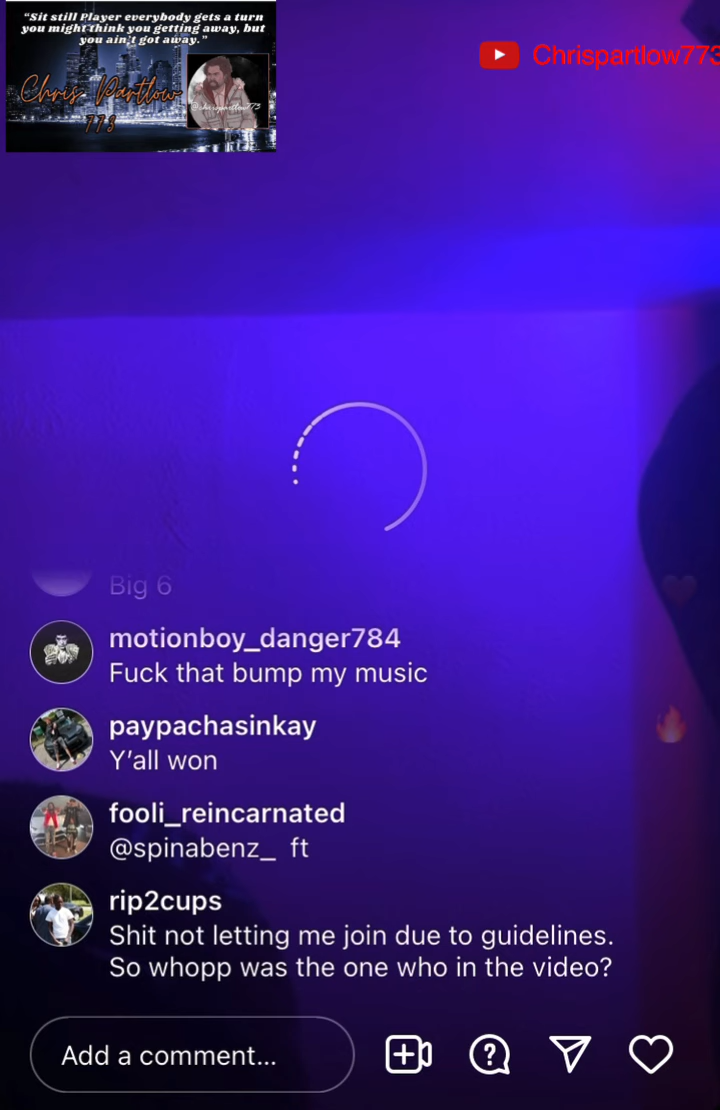 “Sit still Player everybody gets a turn
you might think you getting away, but
you ain't got away.”
Chris Partlow
773
@chrispartlow773
Chrispartlow773
Big 6
motionboy_danger784
Fuck that bump my music
paypachasinkay
Y’all won
fooli_reincarnated
@spinabenz_ ft
rip2cups
Shit not letting me join due to guidelines.
So whopp was the one who in the video?
Add a comment...